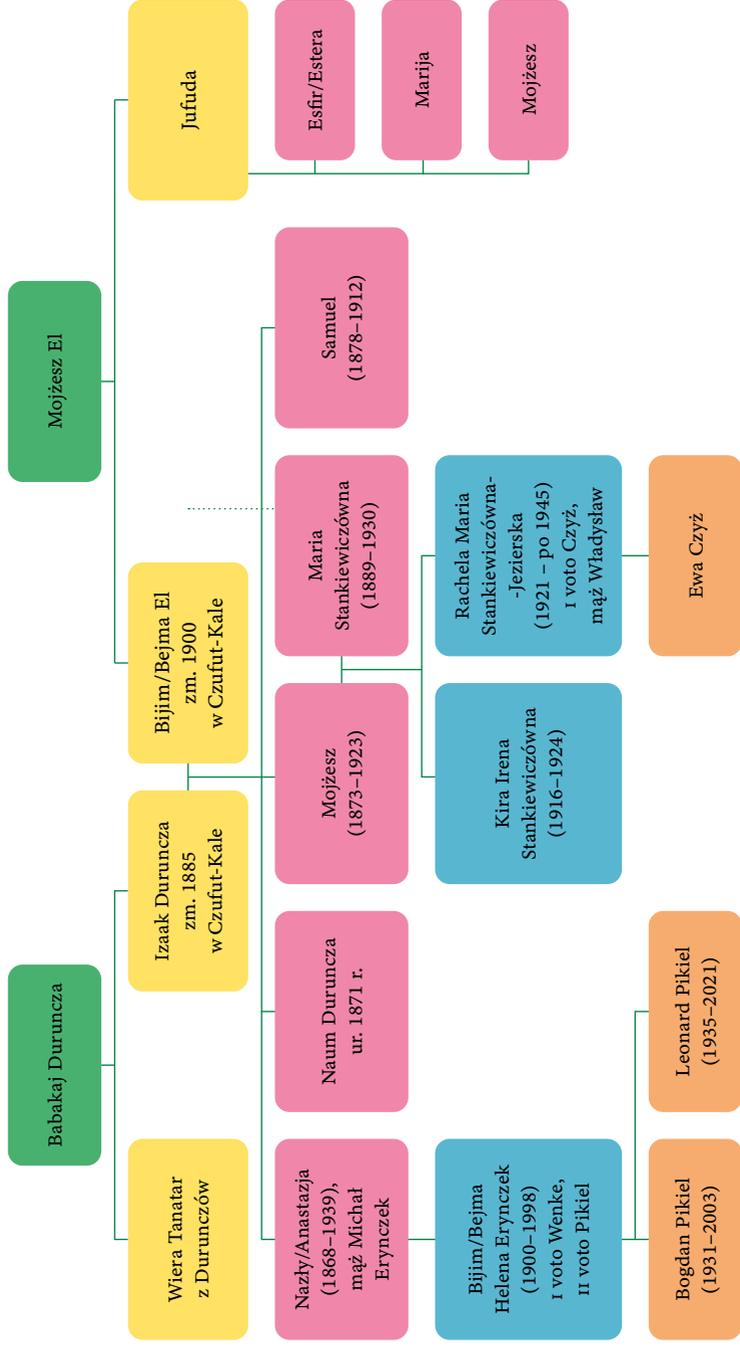 Babakaj Duruncza
Mojżesz El
Wiera Tanatar
z Durunczów
Izaak Duruncza
zm. 1885
w Czufut-Kale
Bijim/Bejma El
zm. 1900
w Czufut-Kale
Jufuda
Nazły/Anastazja
(1868–1939),
mąż Michał
Erynczek
Naum Duruncza
ur. 1871 r.
Mojżesz
(1873–1923)
Maria
Stankiewiczówna
(1889–1930)
Samuel
(1878–1912)
Esfir/Estera
Marija
Mojżesz
Bijim/Bejma
Helena Erynczek
(1900–1998)
I voto Wenke,
II voto Pikiel
Kira Irena
Stankiewiczówna
(1916–1924)
Rachela Maria
Stankiewiczówna-
-Jezierska
(1921 – po 1945)
I voto Czyż,
mąż Władysław
Bogdan Pikiel
(1931–2003)
Leonard Pikiel
(1935–2021)
Ewa Czyż